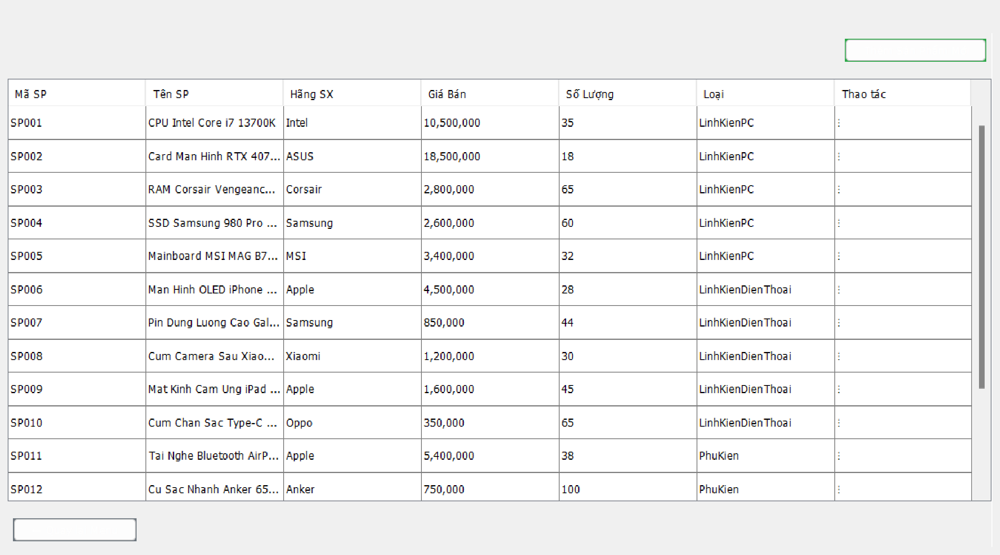 Mã SP Tên SP Hãng SX Giá Bán Số Lượng Loại Thao tác
SP001 CPU Intel Core i7 13700K Intel 10,500,000 35 LinhKienPC ⋮
SP002 Card Man Hinh RTX 407... ASUS 18,500,000 18 LinhKienPC ⋮
SP003 RAM Corsair Vengeanc... Corsair 2,800,000 65 LinhKienPC ⋮
SP004 SSD Samsung 980 Pro ... Samsung 2,600,000 60 LinhKienPC ⋮
SP005 Mainboard MSI MAG B7... MSI 3,400,000 32 LinhKienPC ⋮
SP006 Man Hinh OLED iPhone ... Apple 4,500,000 28 LinhKienDienThoai ⋮
SP007 Pin Dung Luong Cao Gal... Samsung 850,000 44 LinhKienDienThoai ⋮
SP008 Cum Camera Sau Xiao... Xiaomi 1,200,000 30 LinhKienDienThoai ⋮
SP009 Mat Kinh Cam Ung iPad ... Apple 1,600,000 45 LinhKienDienThoai ⋮
SP010 Cum Chan Sac Type-C ... Oppo 350,000 65 LinhKienDienThoai ⋮
SP011 Tai Nghe Bluetooth AirP... Apple 5,400,000 38 PhuKien ⋮
SP012 Cu Sac Nhanh Anker 65... Anker 750,000 100 PhuKien ⋮